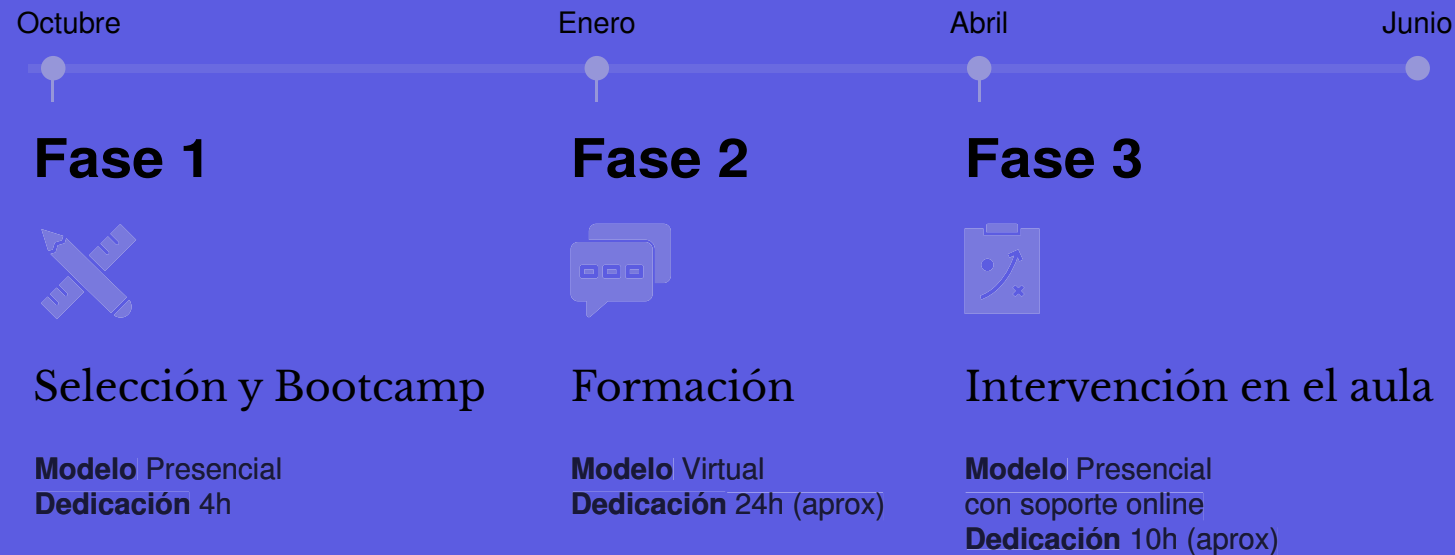 Octubre
Enero
Abril
Junio
Fase 1
Fase 2
Fase 3
Selección y Bootcamp
Formación
Intervención en el aula
Modelo Presencial
Dedicación 4h
Modelo Virtual
Dedicación 24h (aprox)
Modelo Presencial
con soporte online
Dedicación 10h (aprox)